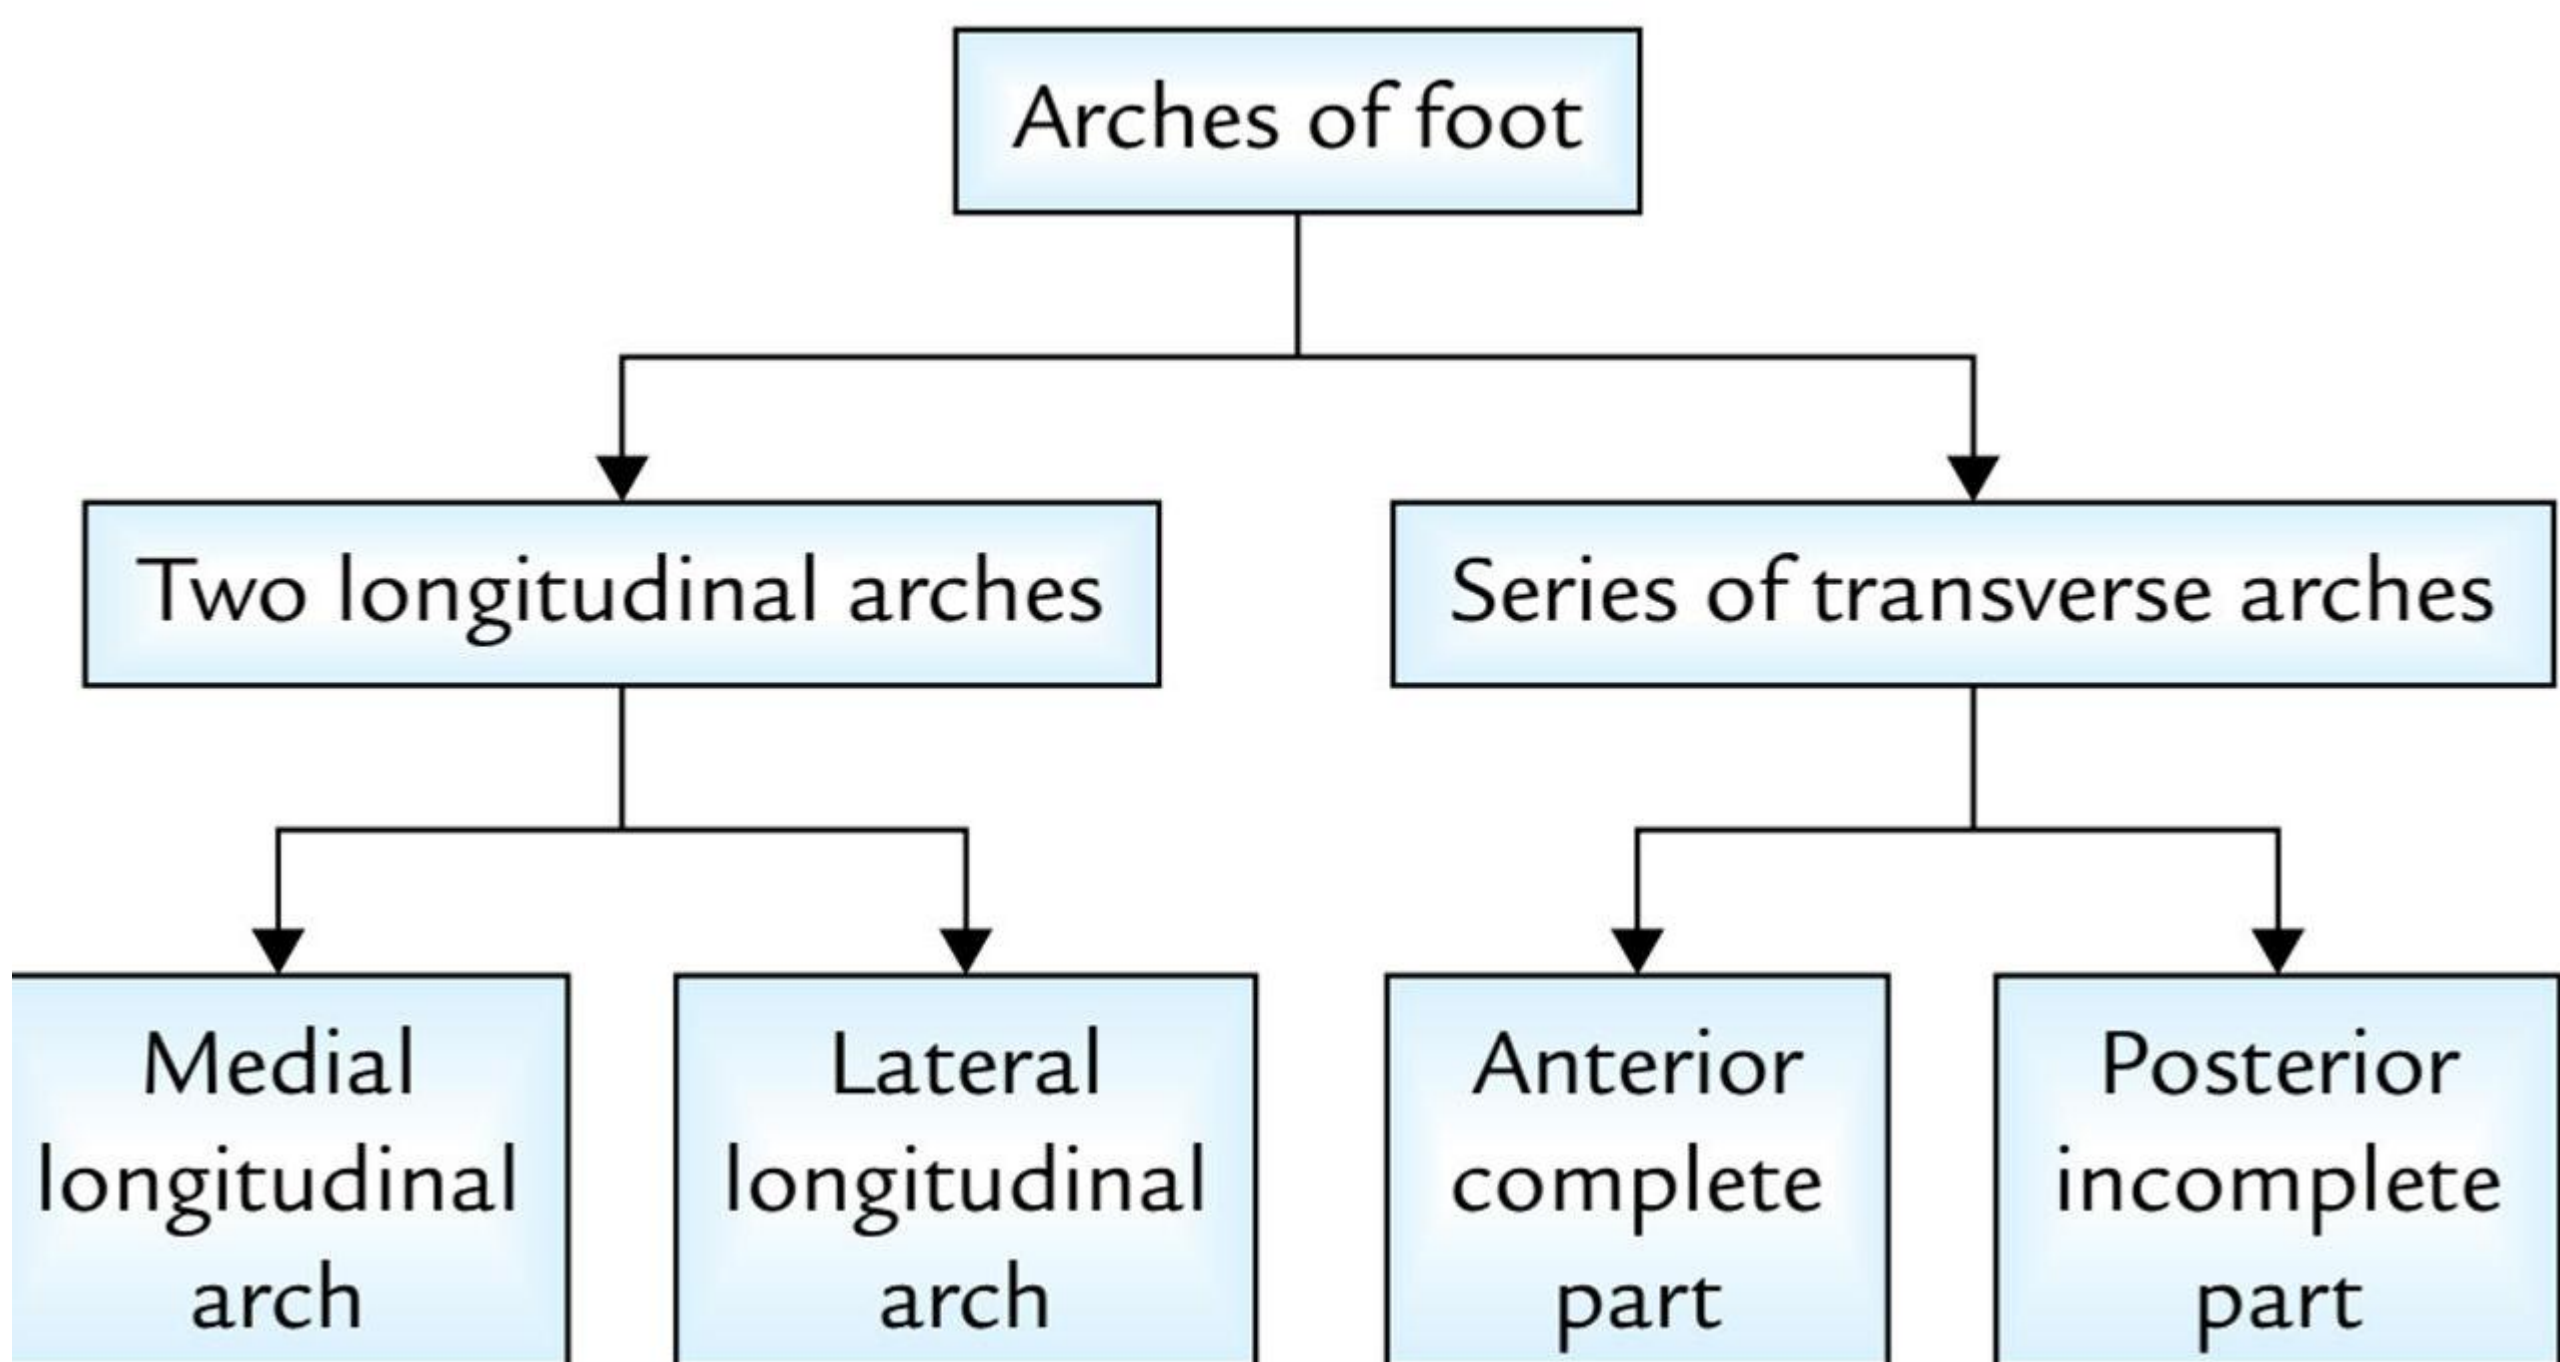 Arches of foot
Two longitudinal arches
Series of transverse arches
Medial
longitudinal
arch
Lateral
longitudinal
arch
Anterior
complete
part
Posterior
incomplete
part